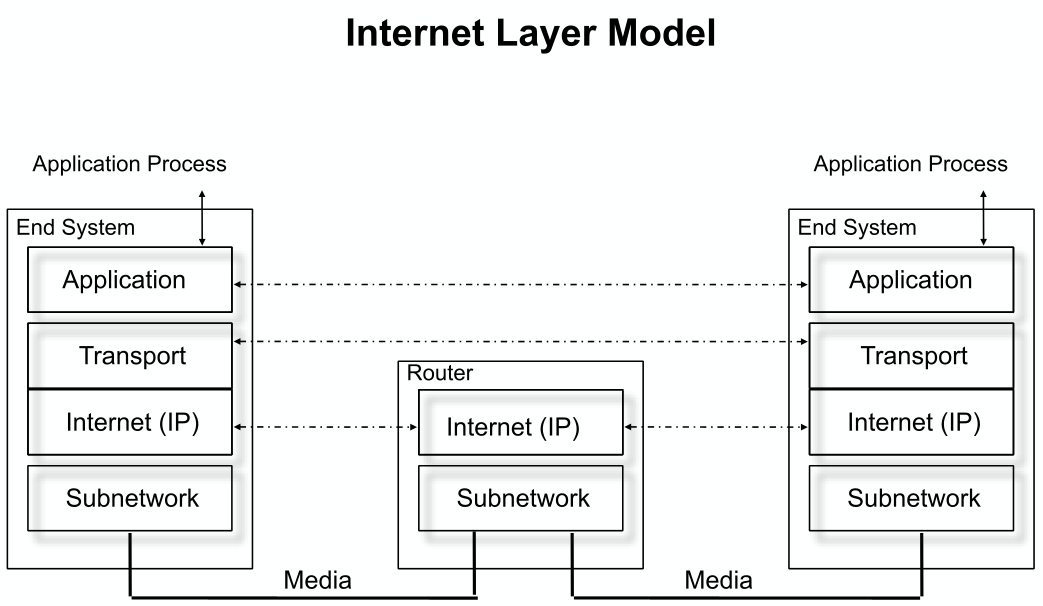 Internet Layer Model
Application Process
Application Process
End System
End System
Application
Application
Transport
Transport
Router
Internet (IP)
Internet (IP)
Internet (IP)
Subnetwork
Subnetwork
Subnetwork
Media
Media